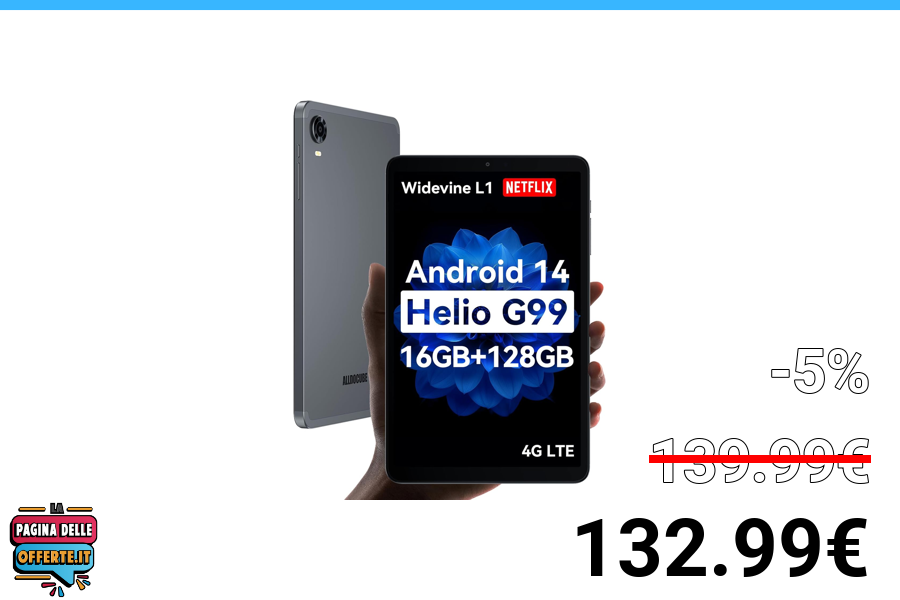 Widevine L1 NETFLIX
Android 14
Helio G99
16GB+128GB
ALLDOCUBE
4G LTE
-5%
139.99€
132.99€
LA
PAGINA DELLE
OFFERTE.IT